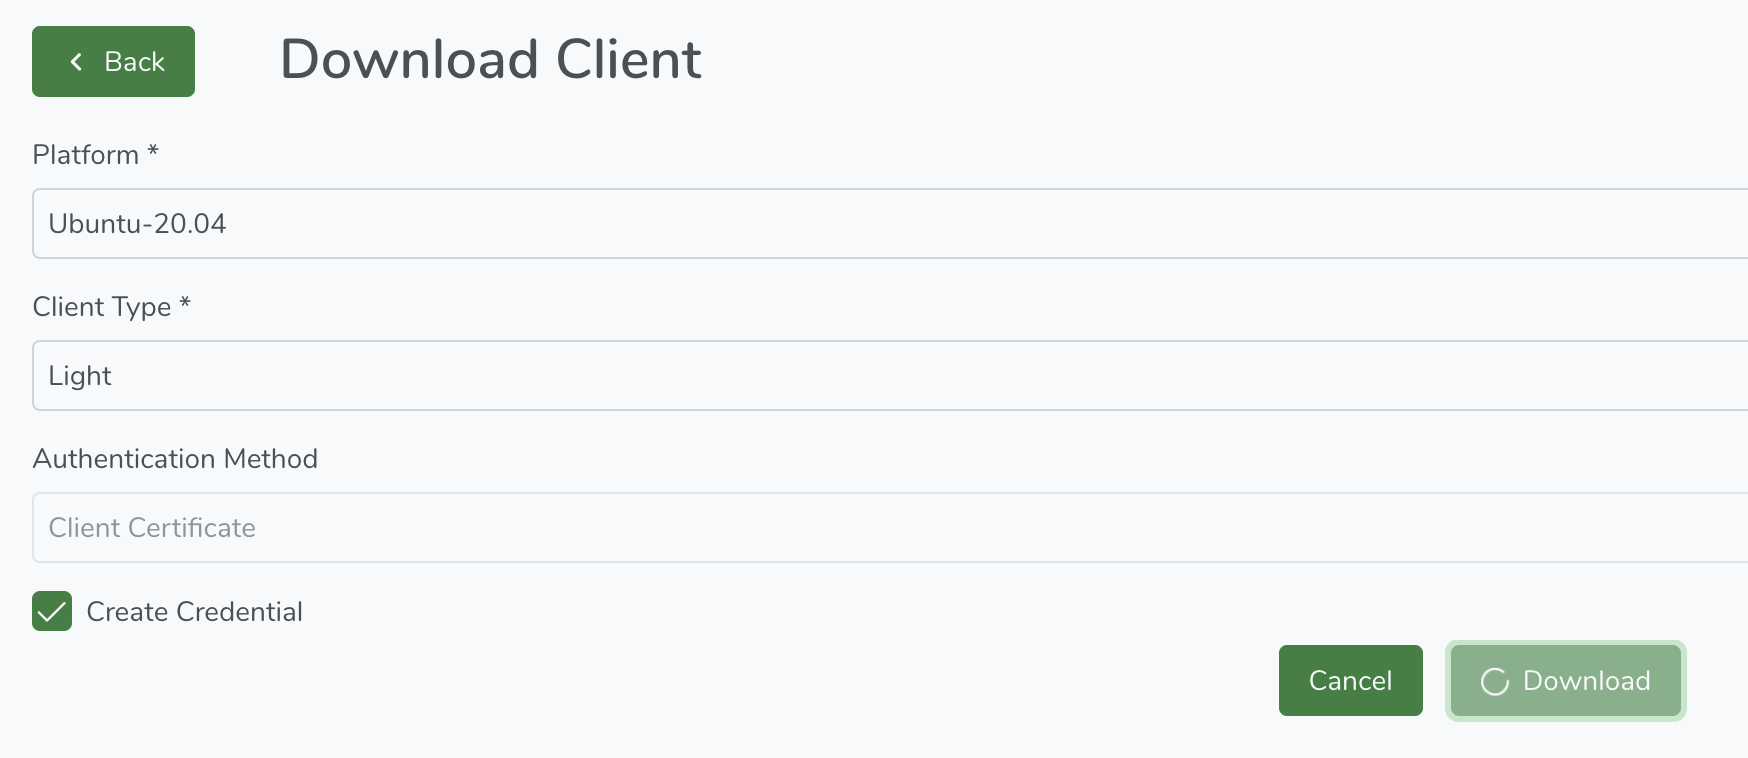 Back
Download Client
Platform *
Ubuntu-20.04
Client Type *
Light
Authentication Method
Client Certificate
Create Credential
Cancel
Download